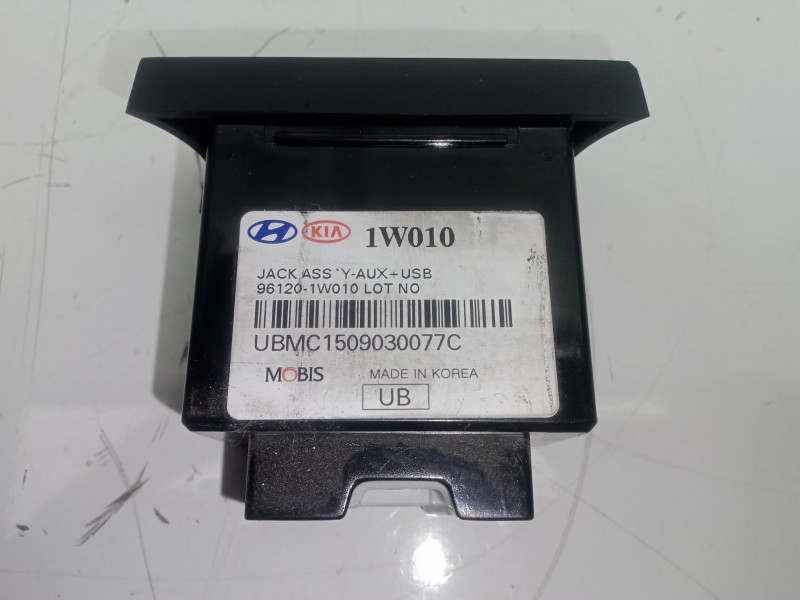 KIA 1W010
JACK ASS`Y-AUX+USB
96120-1W010 LOT NO
UBMC1509030077C
MOBIS MADE IN KOREA
UB